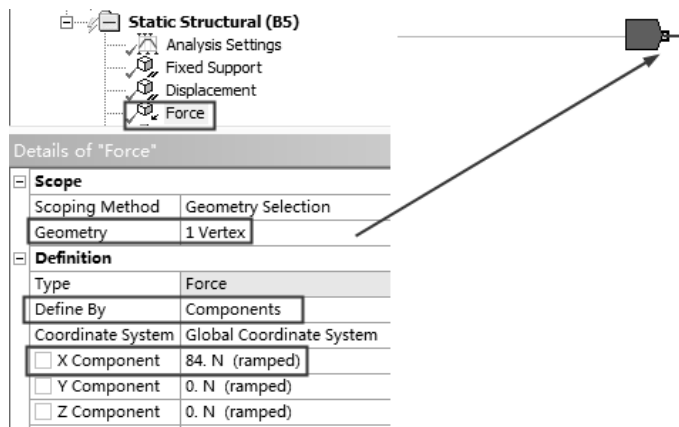 Static Structural (B5)
Analysis Settings
Fixed Support
Displacement
Force
Details of "Force"
Scope
Scoping Method Geometry Selection
Geometry 1 Vertex
Definition
Type Force
Define By Components
Coordinate System Global Coordinate System
X Component 84. N (ramped)
Y Component 0. N (ramped)
Z Component 0. N (ramped)